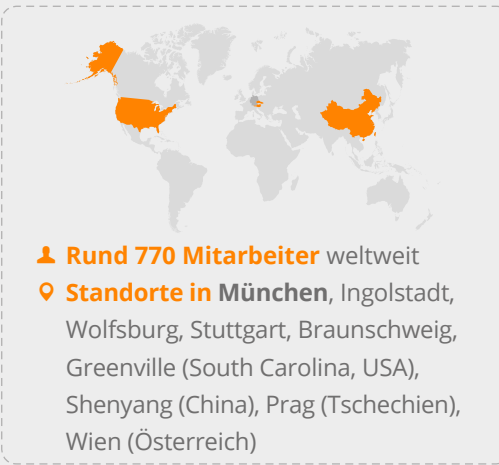 Rund 770 Mitarbeiter weltweit
Standorte in München, Ingolstadt,
Wolfsburg, Stuttgart, Braunschweig,
Greenville (South Carolina, USA),
Shenyang (China), Prag (Tschechien),
Wien (Österreich)